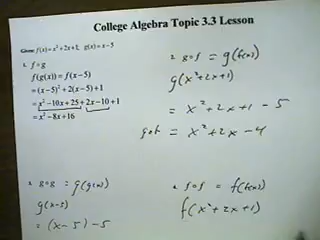 College Algebra Topic 3.3 Lesson
Given: f(x) = x² + 2x + 1, g(x) = x − 5
1. f ∘ g
f(g(x)) = f(x − 5)
= (x − 5)² + 2(x − 5) + 1
= x² − 10x + 25 + 2x − 10 + 1
= x² − 8x + 16
2. g ∘ f = g(f(x))
g(x² + 2x + 1)
= x² + 2x + 1 − 5
g∘f = x² + 2x − 4
3. g ∘ g = g(g(x))
g(x−5)
= (x−5) − 5
4. f ∘ f = f(f(x))
f(x² + 2x + 1)